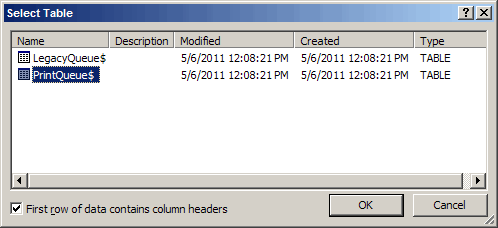 Select Table
Name Description Modified Created Type
LegacyQueue$ 5/6/2011 12:08:21 PM 5/6/2011 12:08:21 PM TABLE
PrintQueue$ 5/6/2011 12:08:21 PM 5/6/2011 12:08:21 PM TABLE
First row of data contains column headers
OK Cancel